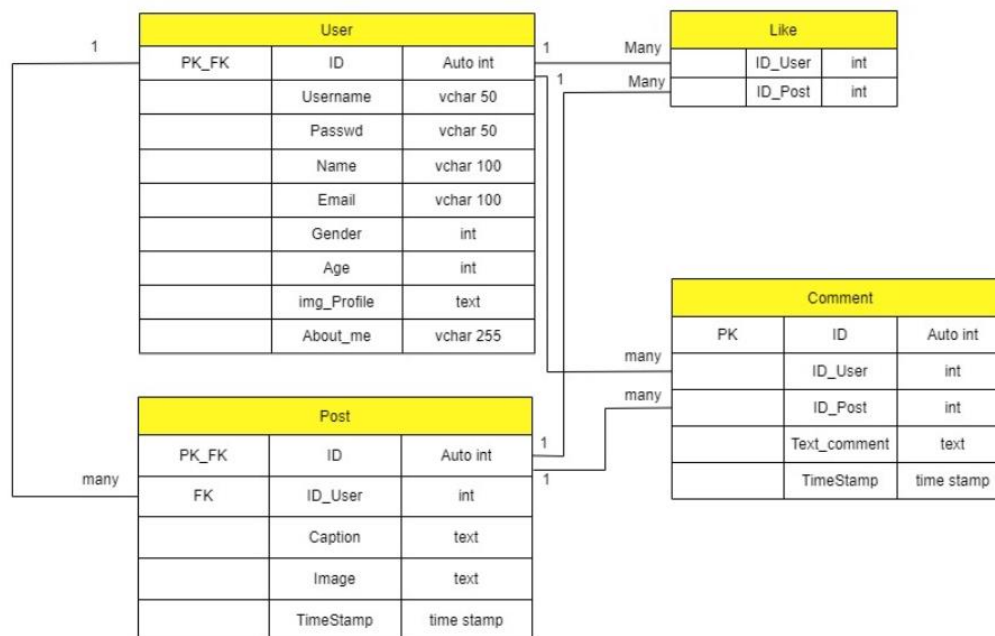 User
PK_FK ID Auto int
Username vchar 50
Passwd vchar 50
Name vchar 100
Email vchar 100
Gender int
Age int
img_Profile text
About_me vchar 255
1
1
1
Many
Many
Like
ID_User int
ID_Post int
Comment
PK ID Auto int
ID_User int
ID_Post int
Text_comment text
TimeStamp time stamp
many
many
many
1
1
Post
PK_FK ID Auto int
FK ID_User int
Caption text
Image text
TimeStamp time stamp